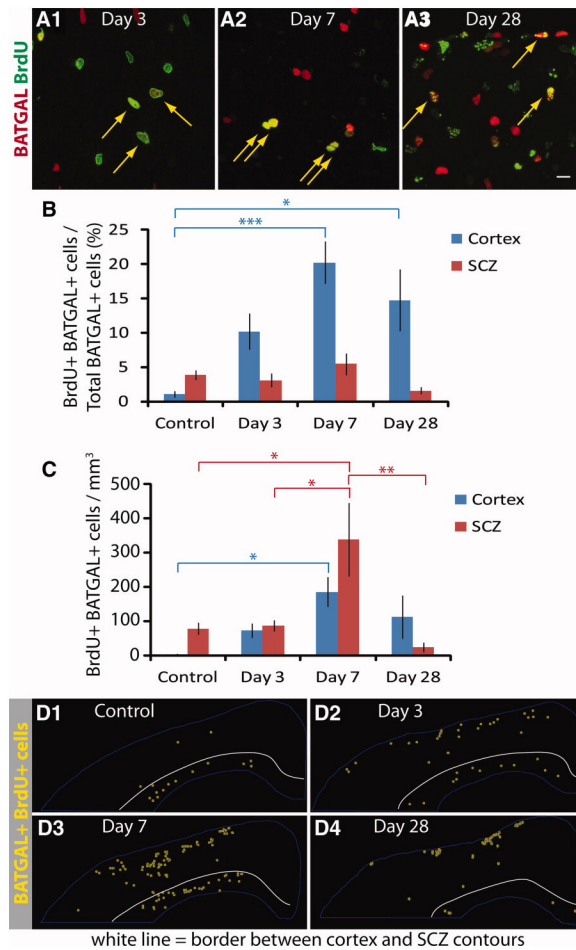 A1 Day 3
A2 Day 7
A3 Day 28
BATGAL BrdU
B
* 
***
BrdU+ BATGAL+ cells /
Total BATGAL+ cells (%)
25
20
15
10
5
0
Control Day 3 Day 7 Day 28
Cortex
SCZ
C
*
* **
*
BrdU+ BATGAL+ cells / mm³
500
400
300
200
100
0
Control Day 3 Day 7 Day 28
Cortex
SCZ
BATGAL+ BrdU+ cells
D1 Control
D2 Day 3
D3 Day 7
D4 Day 28
white line = border between cortex and SCZ contours